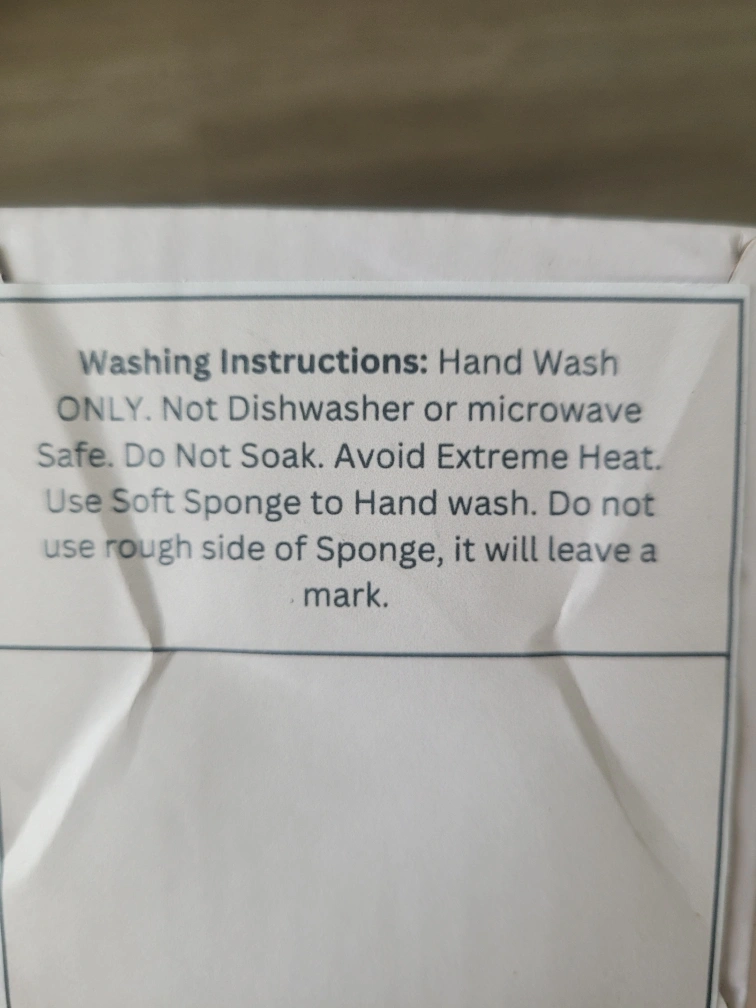 Washing Instructions: Hand Wash
ONLY. Not Dishwasher or microwave
Safe. Do Not Soak. Avoid Extreme Heat.
Use Soft Sponge to Hand wash. Do not
use rough side of Sponge, it will leave a
mark.